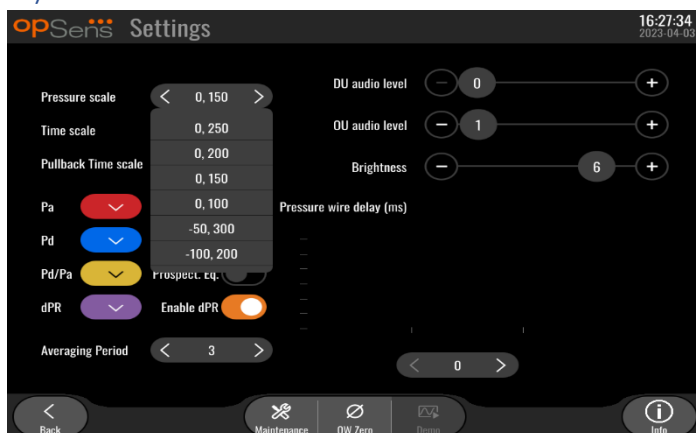 opSens Settings
16:27:34
2023-04-03
Pressure scale
0, 150
Time scale
Pullback Time scale
0, 250
0, 200
0, 150
0, 100
-50, 300
-100, 200
Pa
Pd
Pd/Pa
Prospect. Eq.
dPR
Enable dPR
Averaging Period
3
DU audio level
0
OU audio level
1
Brightness
6
Pressure wire delay (ms)
0
Back
Maintenance
OW Zero
Demo
Info